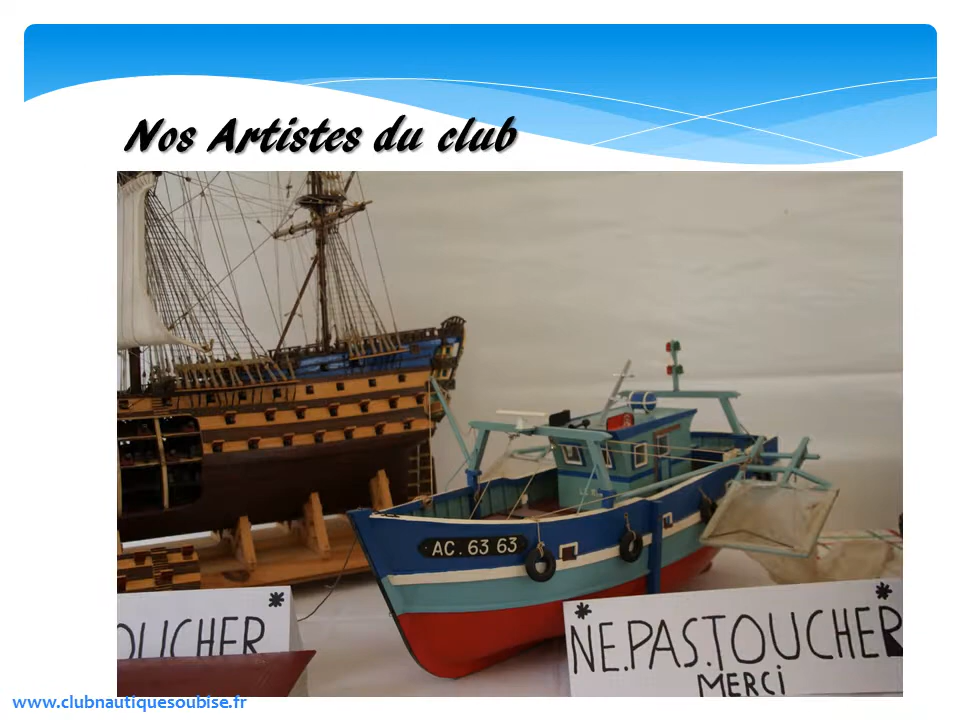 Nos Artistes du club
AC. 63 63
OUCHER
NE.PAS.TOUCHER
MERCi
www.clubnautiquesoubise.fr